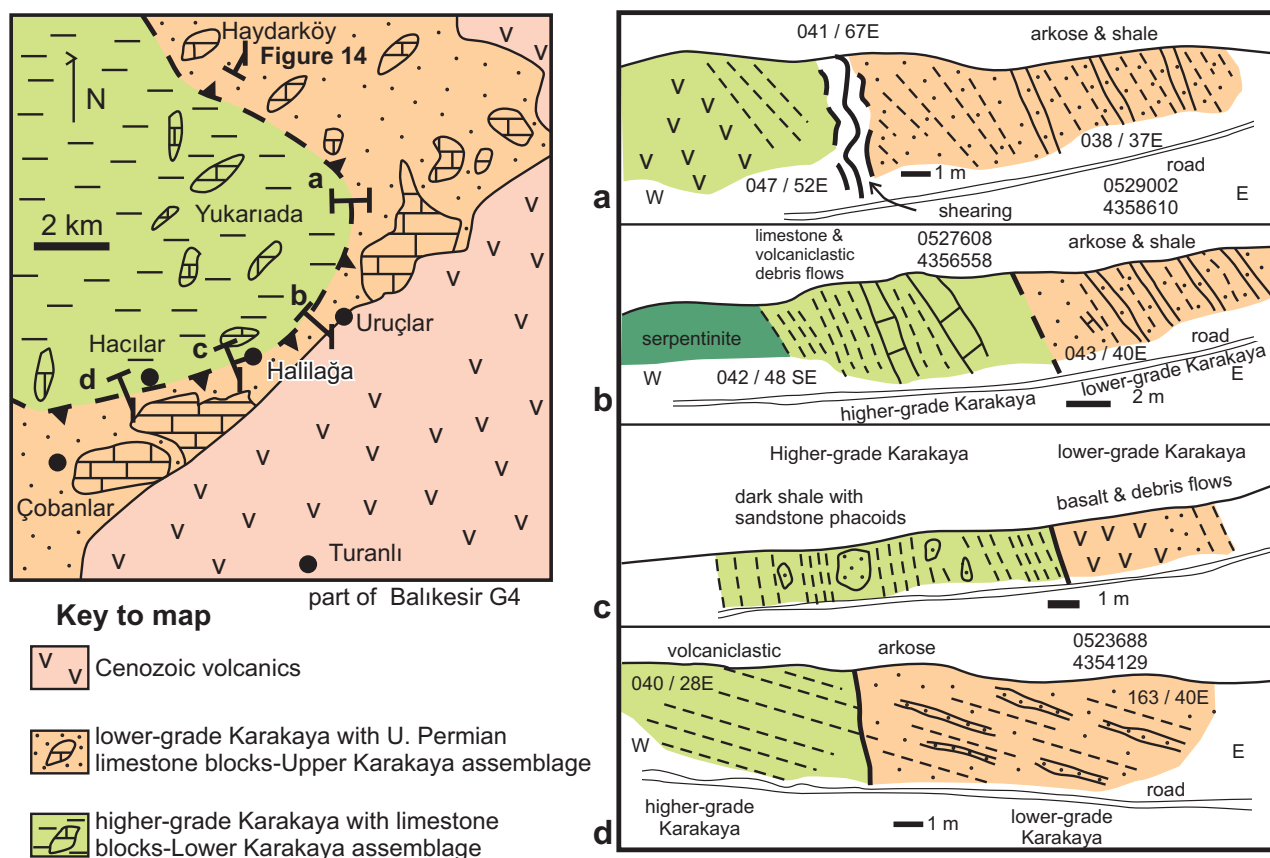 Haydarköy
Figure 14
N
a
Yukarıada
2 km
b
Uruçlar
Hacılar
c
Halilağa
d
Çobanlar
Turanlı
part of Balıkesir G4
Key to map
Cenozoic volcanics
lower-grade Karakaya with U. Permian
limestone blocks-Upper Karakaya assemblage
higher-grade Karakaya with limestone
blocks-Lower Karakaya assemblage
041 / 67E
arkose & shale
038 / 37E
1 m
047 / 52E
road
W
0529002
4358610
E
shearing
a
limestone &
volcaniclastic
debris flows
0527608
4356558
arkose & shale
serpentinite
043 / 40E
road
W
042 / 48 SE
lower-grade Karakaya
E
higher-grade Karakaya
2 m
b
Higher-grade Karakaya
lower-grade Karakaya
dark shale with
sandstone phacoids
basalt & debris flows
1 m
c
volcaniclastic
arkose
0523688
4354129
040 / 28E
163 / 40E
W
E
road
higher-grade
Karakaya
1 m
lower-grade
Karakaya
d